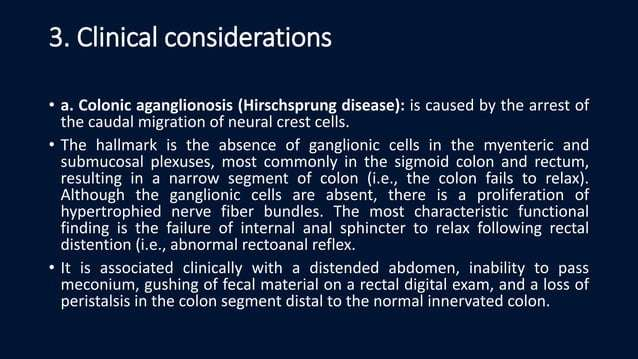 3. Clinical considerations
• a. Colonic aganglionosis (Hirschsprung disease): is caused by the arrest of
the caudal migration of neural crest cells.
• The hallmark is the absence of ganglionic cells in the myenteric and
submucosal plexuses, most commonly in the sigmoid colon and rectum,
resulting in a narrow segment of colon (i.e., the colon fails to relax).
Although the ganglionic cells are absent, there is a proliferation of
hypertrophied nerve fiber bundles. The most characteristic functional
finding is the failure of internal anal sphincter to relax following rectal
distention (i.e., abnormal rectoanal reflex.
• It is associated clinically with a distended abdomen, inability to pass
meconium, gushing of fecal material on a rectal digital exam, and a loss of
peristalsis in the colon segment distal to the normal innervated colon.